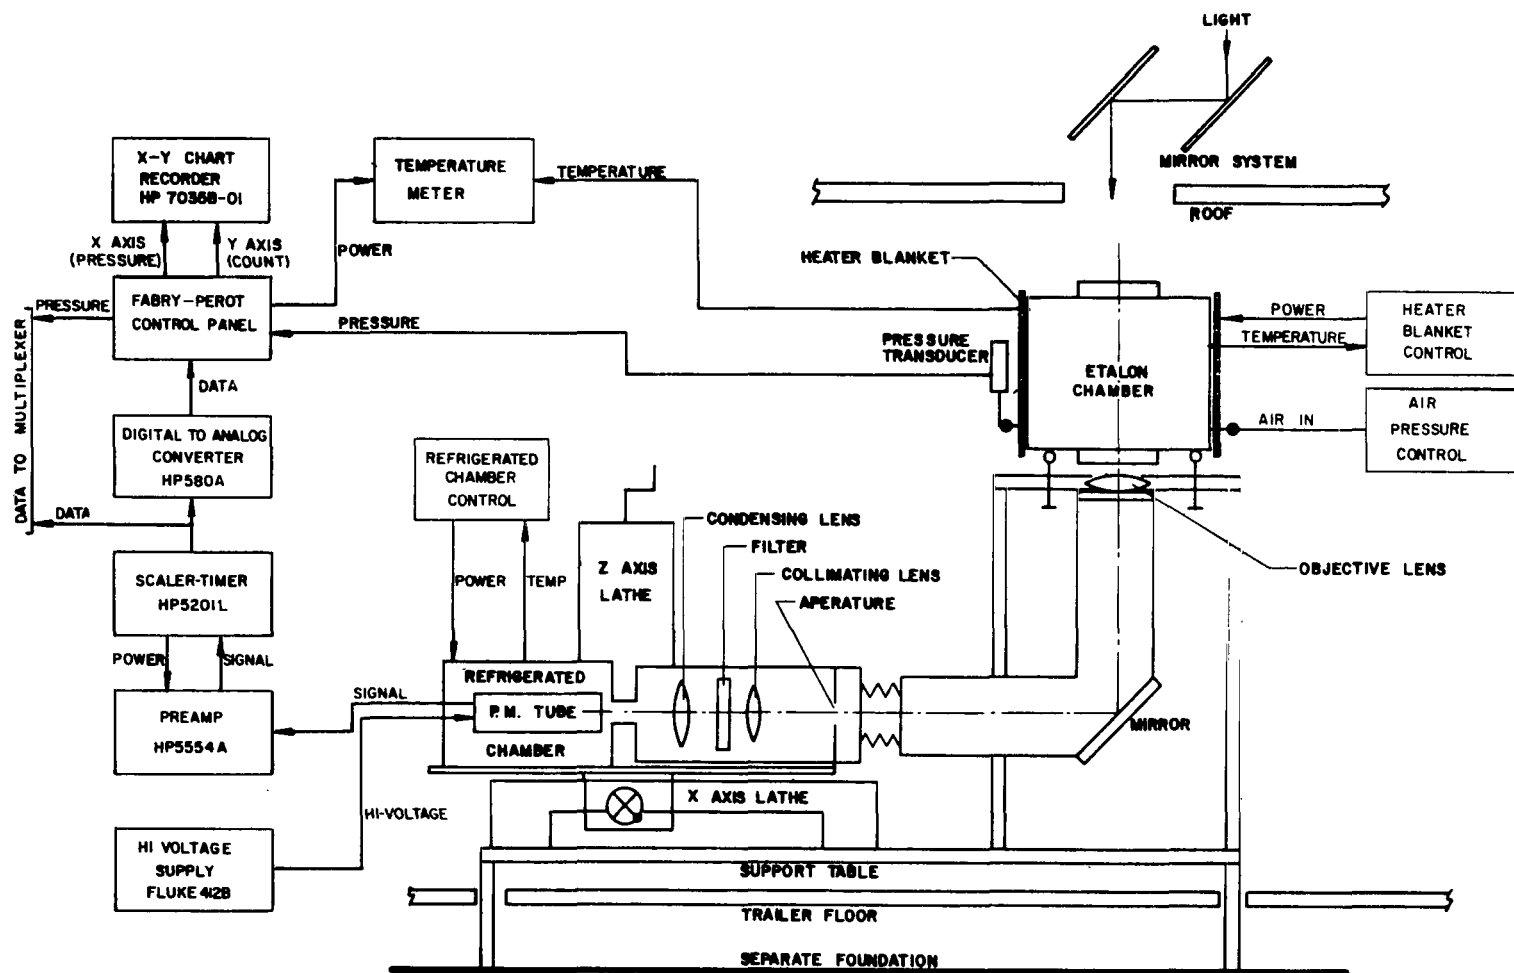 LIGHT
MIRROR SYSTEM
ROOF
X-Y CHART
RECORDER
HP 7035B-01
TEMPERATURE
METER
TEMPERATURE
X AXIS
(PRESSURE)
Y AXIS
(COUNT)
POWER
HEATER BLANKET
PRESSURE
FABRY-PEROT
CONTROL PANEL
PRESSURE
PRESSURE
TRANSDUCER
ETALON
CHAMBER
POWER
TEMPERATURE
HEATER
BLANKET
CONTROL
DATA TO MULTIPLEXER
DATA
AIR IN
AIR
PRESSURE
CONTROL
DIGITAL TO ANALOG
CONVERTER
HP580A
REFRIGERATED
CHAMBER
CONTROL
DATA
CONDENSING LENS
FILTER
COLLIMATING LENS
APERATURE
OBJECTIVE LENS
SCALER-TIMER
HP5201L
POWER
TEMP
Z AXIS
LATHE
POWER
SIGNAL
REFRIGERATED
P.M. TUBE
CHAMBER
SIGNAL
PREAMP
HP5554A
MIRROR
X AXIS LATHE
HI-VOLTAGE
HI VOLTAGE
SUPPLY
FLUKE 412B
SUPPORT TABLE
TRAILER FLOOR
SEPARATE FOUNDATION